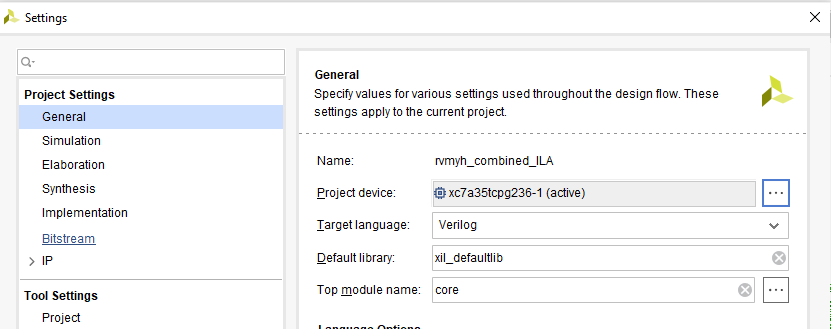 Settings
Q-
Project Settings
General
Simulation
Elaboration
Synthesis
Implementation
Bitstream
IP
Tool Settings
Project
General
Specify values for various settings used throughout the design flow. These
settings apply to the current project.
Name: rvmyh_combined_ILA
Project device: xc7a35tcpg236-1 (active)
Target language: Verilog
Default library: xil_defaultlib
Top module name: core
Language Options